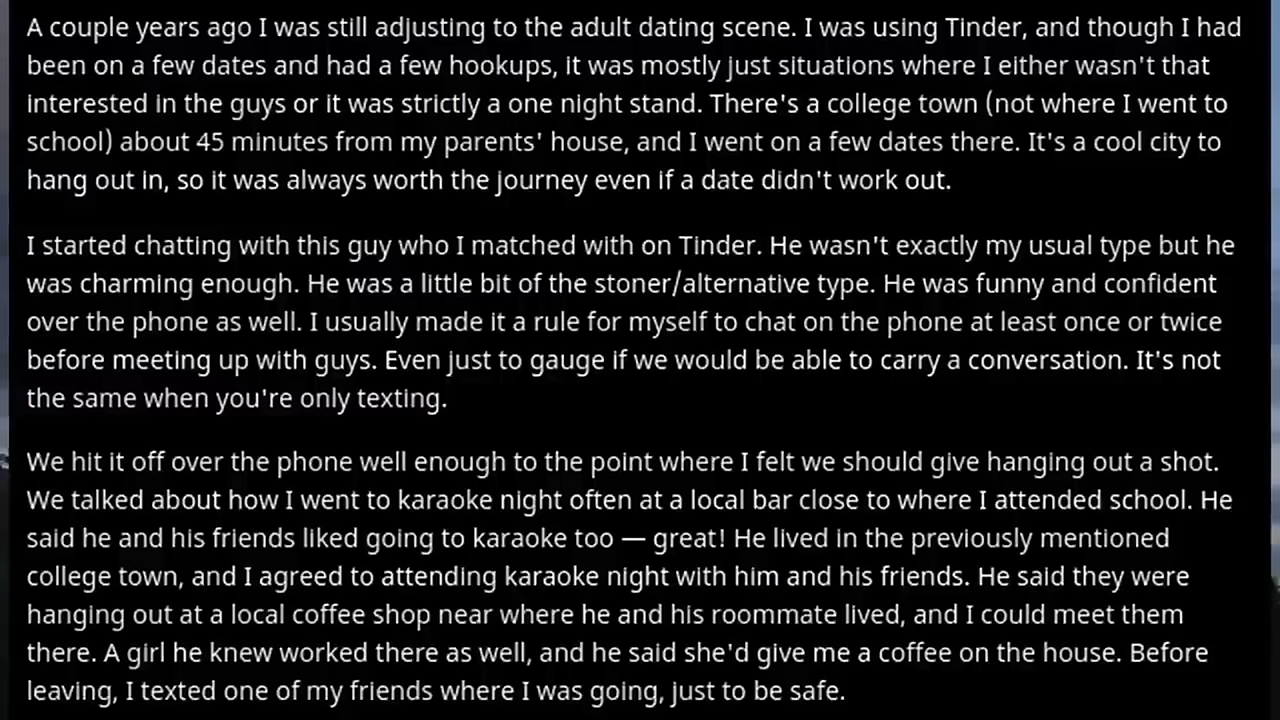 A couple years ago I was still adjusting to the adult dating scene. I was using Tinder, and though I had
been on a few dates and had a few hookups, it was mostly just situations where I either wasn't that
interested in the guys or it was strictly a one night stand. There's a college town (not where I went to
school) about 45 minutes from my parents' house, and I went on a few dates there. It's a cool city to
hang out in, so it was always worth the journey even if a date didn't work out.
I started chatting with this guy who I matched with on Tinder. He wasn't exactly my usual type but he
was charming enough. He was a little bit of the stoner/alternative type. He was funny and confident
over the phone as well. I usually made it a rule for myself to chat on the phone at least once or twice
before meeting up with guys. Even just to gauge if we would be able to carry a conversation. It's not
the same when you're only texting.
We hit it off over the phone well enough to the point where I felt we should give hanging out a shot.
We talked about how I went to karaoke night often at a local bar close to where I attended school. He
said he and his friends liked going to karaoke too — great! He lived in the previously mentioned
college town, and I agreed to attending karaoke night with him and his friends. He said they were
hanging out at a local coffee shop near where he and his roommate lived, and I could meet them
there. A girl he knew worked there as well, and he said she'd give me a coffee on the house. Before
leaving, I texted one of my friends where I was going, just to be safe.